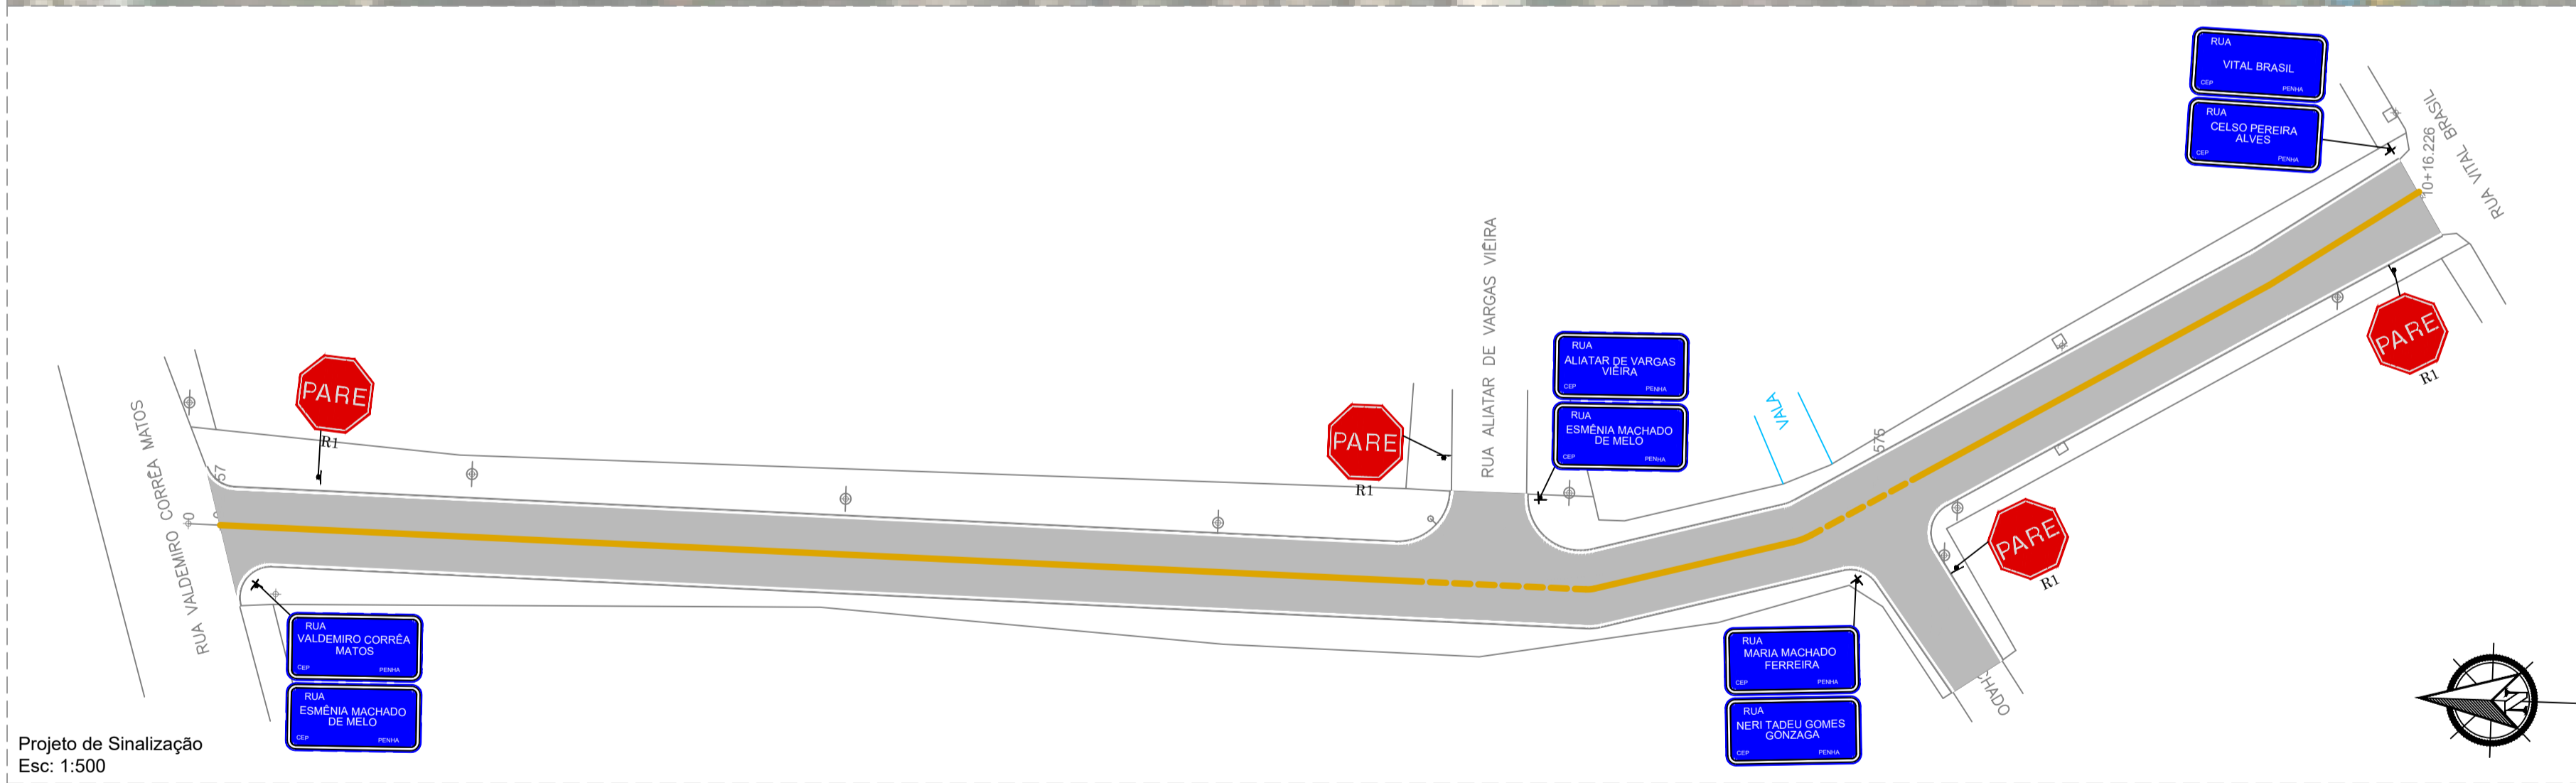 RUA
VITAL BRASIL
CEP
PENHA
RUA
CELSO PEREIRA
ALVES
CEP
PENHA
RUA VITAL BRASIL
10+16.226
PARE
R1
RUA VALDEMIRO CORRÊA MATOS
57
0
PARE
R1
PARE
R1
RUA ALIATAR DE VARGAS VIÊIRA
RUA
ALIATAR DE VARGAS
VIÊIRA
CEP
PENHA
RUA
ESMÊNIA MACHADO
DE MELO
CEP
PENHA
VALA
576
PARE
R1
RUA
VALDEMIRO CORRÊA
MATOS
CEP
PENHA
RUA
ESMÊNIA MACHADO
DE MELO
CEP
PENHA
RUA
MARIA MACHADO
FERREIRA
CEP
PENHA
RUA
NERI TADEU GOMES
GONZAGA
CEP
PENHA
CHADO
N
Projeto de Sinalização
Esc: 1:500